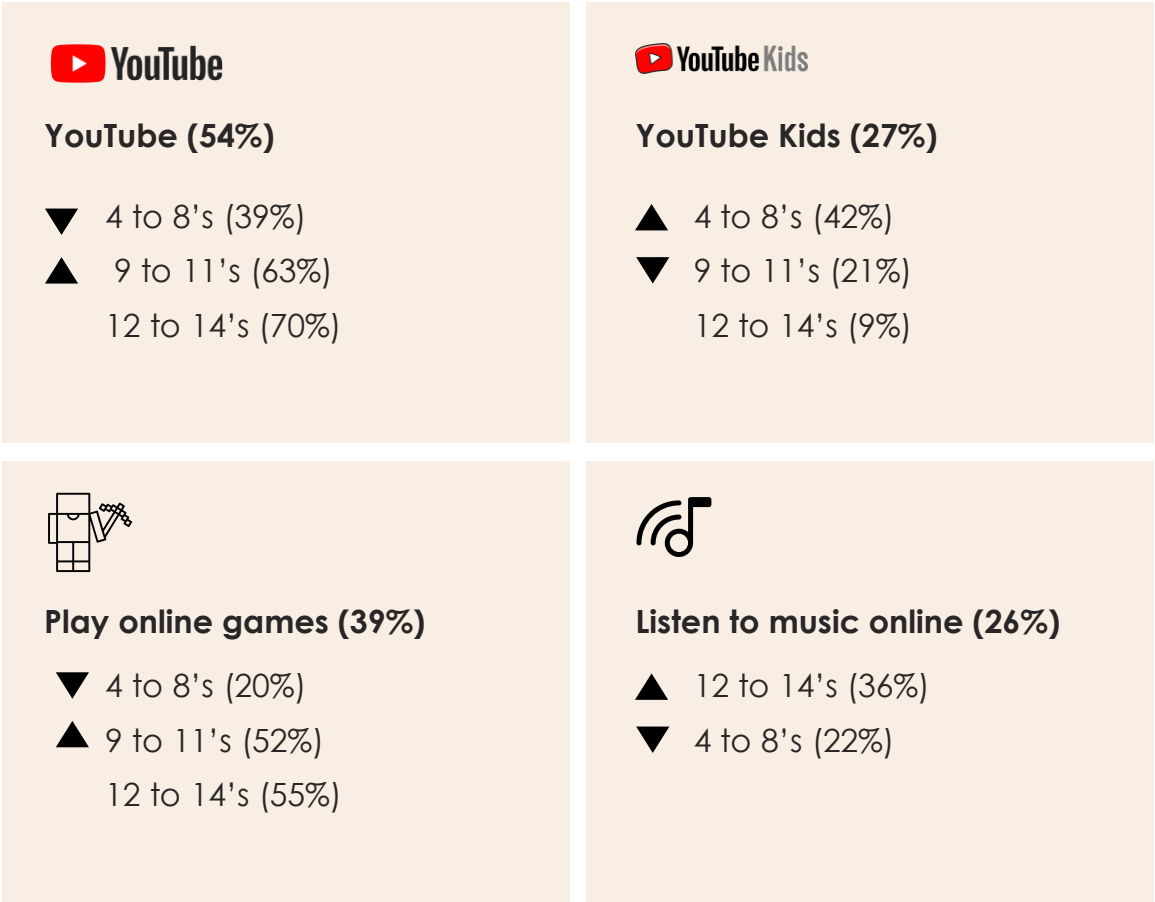 YouTube
YouTube (54%)
▼ 4 to 8’s (39%)
▲ 9 to 11’s (63%)
12 to 14’s (70%)
YouTube Kids
YouTube Kids (27%)
▲ 4 to 8’s (42%)
▼ 9 to 11’s (21%)
12 to 14’s (9%)
Play online games (39%)
▼ 4 to 8’s (20%)
▲ 9 to 11’s (52%)
12 to 14’s (55%)
Listen to music online (26%)
▲ 12 to 14’s (36%)
▼ 4 to 8’s (22%)